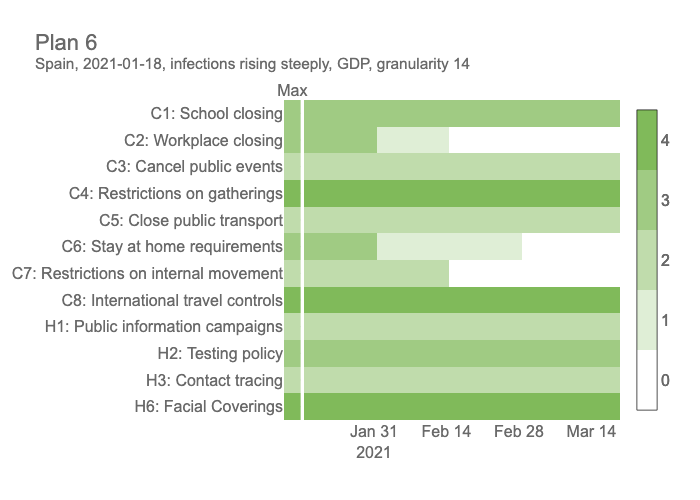 Plan 6
Spain, 2021-01-18, infections rising steeply, GDP, granularity 14
Max
C1: School closing
C2: Workplace closing
C3: Cancel public events
C4: Restrictions on gatherings
C5: Close public transport
C6: Stay at home requirements
C7: Restrictions on internal movement
C8: International travel controls
H1: Public information campaigns
H2: Testing policy
H3: Contact tracing
H6: Facial Coverings
Jan 31 Feb 14 Feb 28 Mar 14
2021
4
3
2
1
0